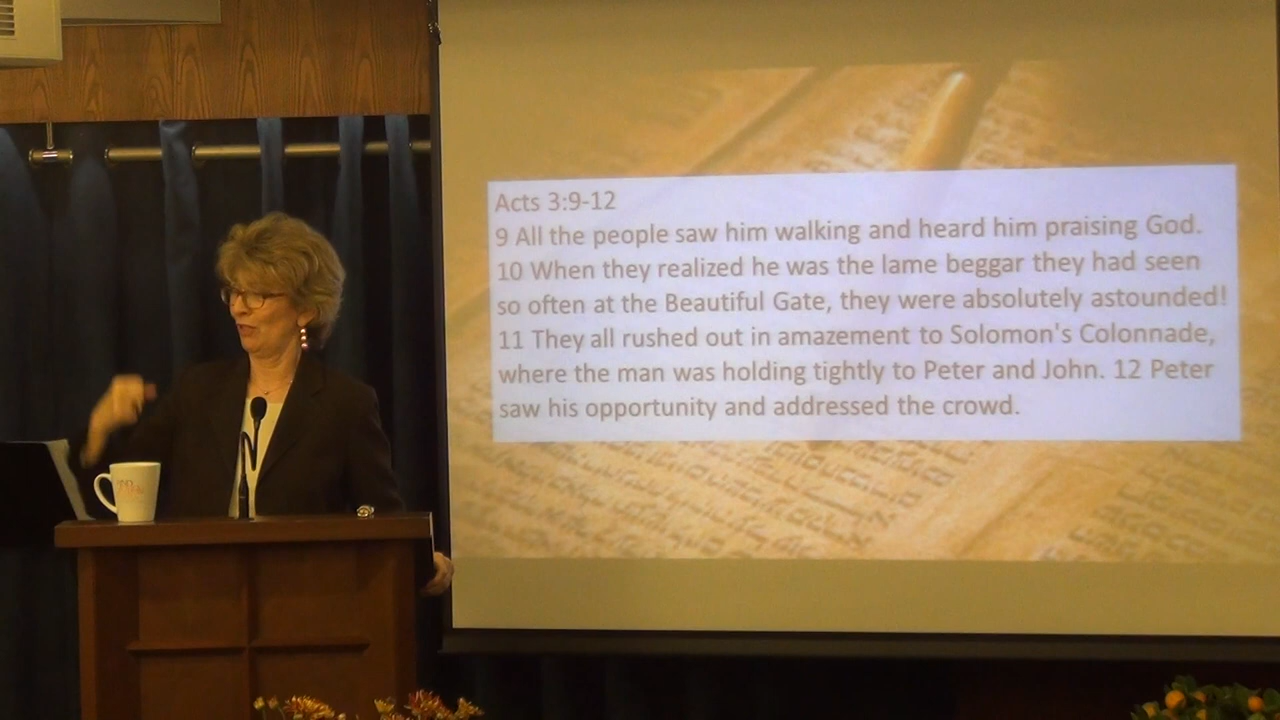 Acts 3:9-12
9 All the people saw him walking and heard him praising God.
10 When they realized he was the lame beggar they had seen
so often at the Beautiful Gate, they were absolutely astounded!
11 They all rushed out in amazement to Solomon's Colonnade,
where the man was holding tightly to Peter and John. 12 Peter
saw his opportunity and addressed the crowd.